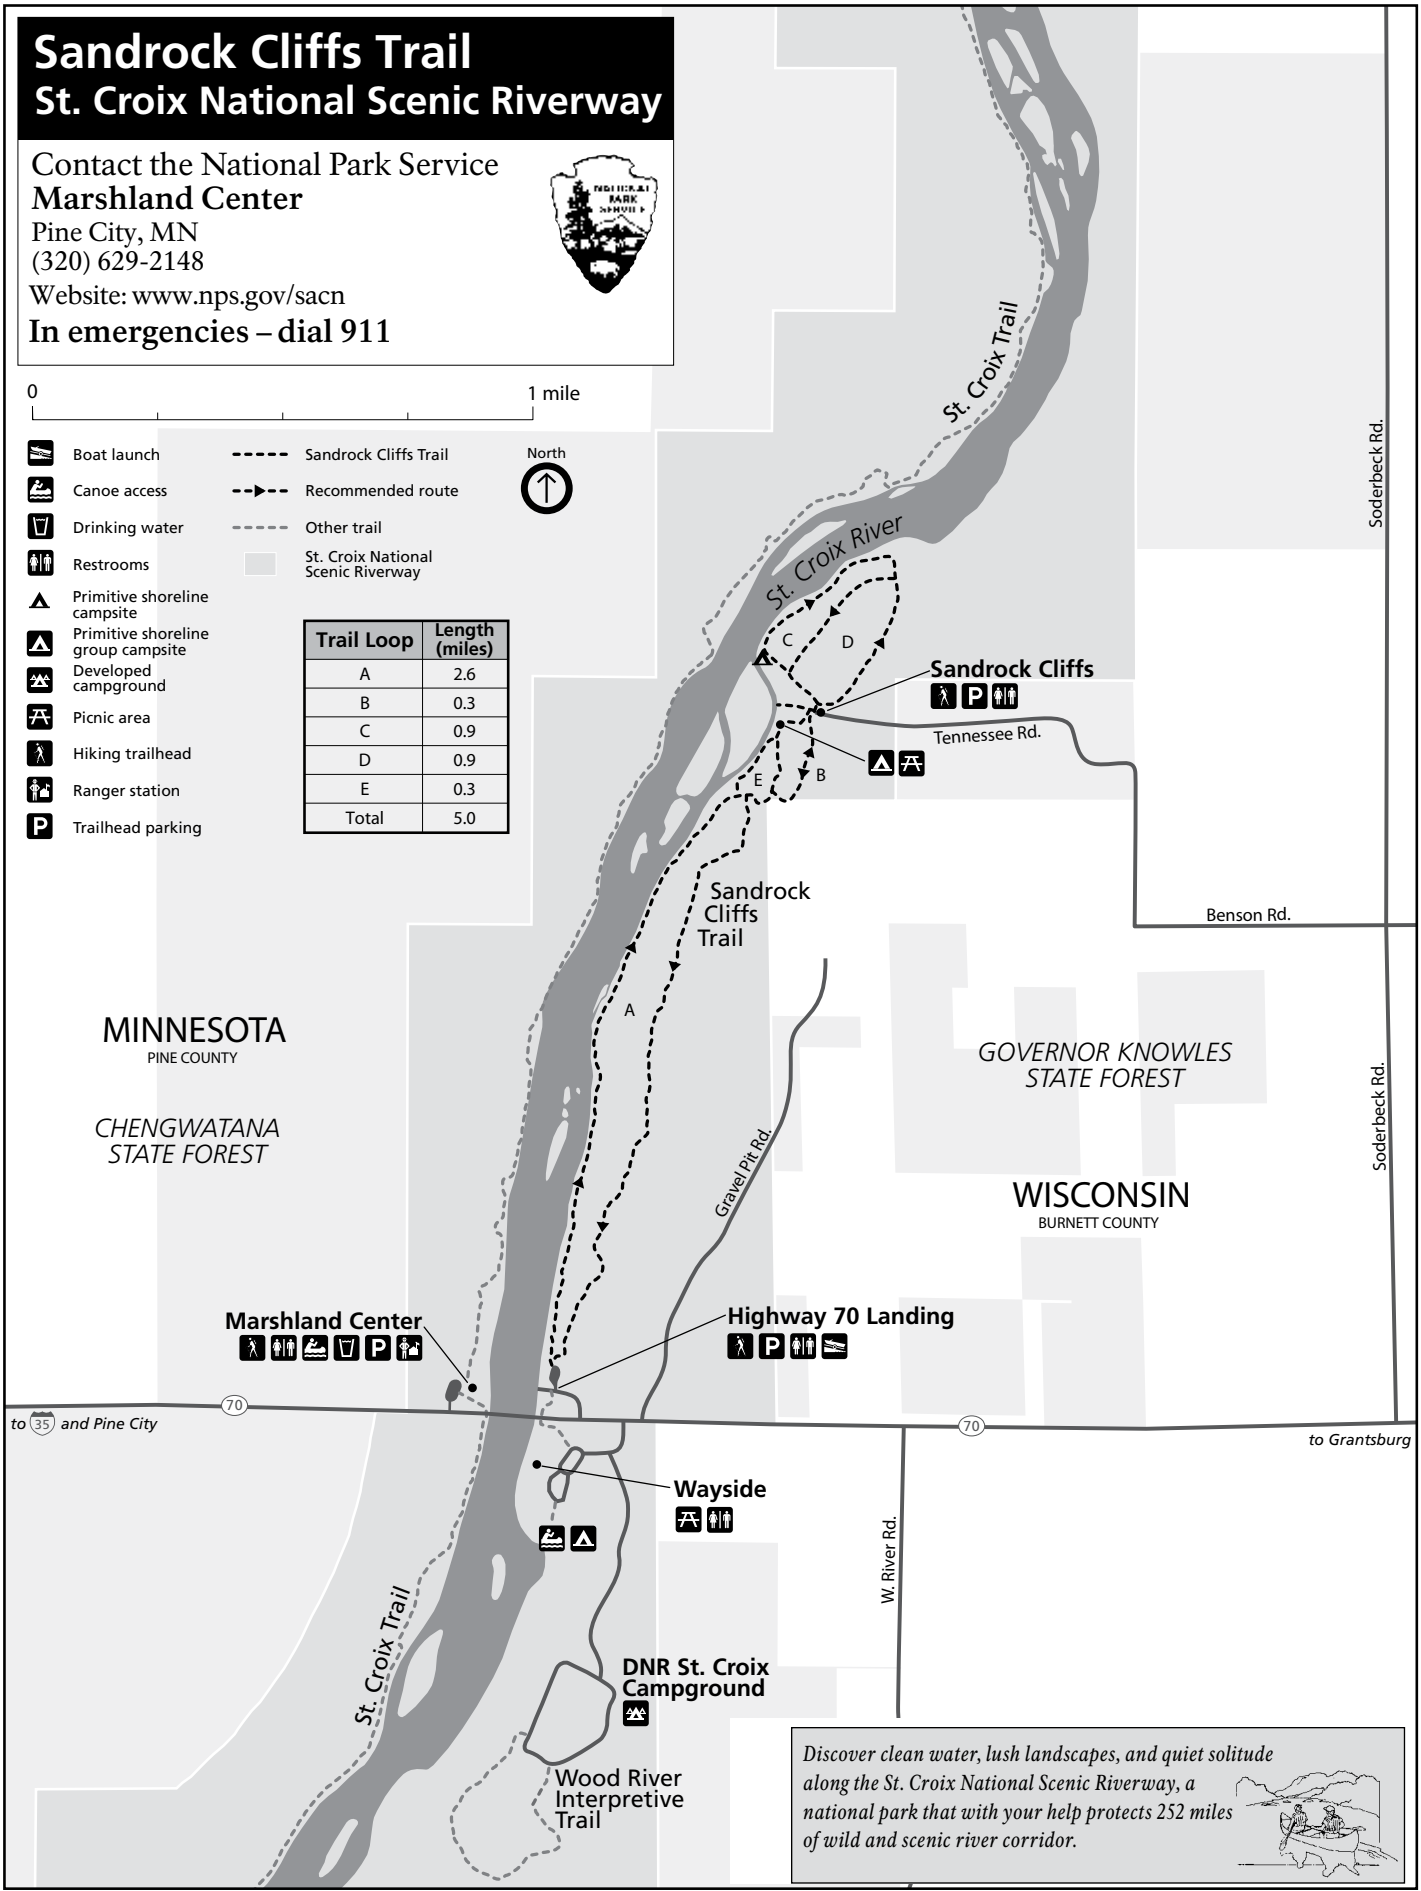 Sandrock Cliffs Trail
St. Croix National Scenic Riverway
Contact the National Park Service
Marshland Center
Pine City, MN
(320) 629-2148
Website: www.nps.gov/sacn
In emergencies – dial 911
NATIONAL
PARK
SERVICE
0
1 mile
Boat launch
Canoe access
Drinking water
Restrooms
Primitive shoreline
campsite
Primitive shoreline
group campsite
Developed
campground
Picnic area
Hiking trailhead
Ranger station
P Trailhead parking
Sandrock Cliffs Trail
Recommended route
Other trail
St. Croix National
Scenic Riverway
North
Trail Loop Length
(miles)
A 2.6
B 0.3
C 0.9
D 0.9
E 0.3
Total 5.0
St. Croix Trail
Soderbeck Rd.
St. Croix River
C
D
Sandrock Cliffs
P
Tennessee Rd.
E
B
Sandrock
Cliffs
Trail
Benson Rd.
A
MINNESOTA
PINE COUNTY
CHENGWATANA
STATE FOREST
GOVERNOR KNOWLES
STATE FOREST
Soderbeck Rd.
Gravel Pit Rd.
WISCONSIN
BURNETT COUNTY
Marshland Center
P
Highway 70 Landing
P
70
to 35 and Pine City
70
to Grantsburg
Wayside
W. River Rd.
St. Croix Trail
DNR St. Croix
Campground
Wood River
Interpretive
Trail
Discover clean water, lush landscapes, and quiet solitude
along the St. Croix National Scenic Riverway, a
national park that with your help protects 252 miles
of wild and scenic river corridor.